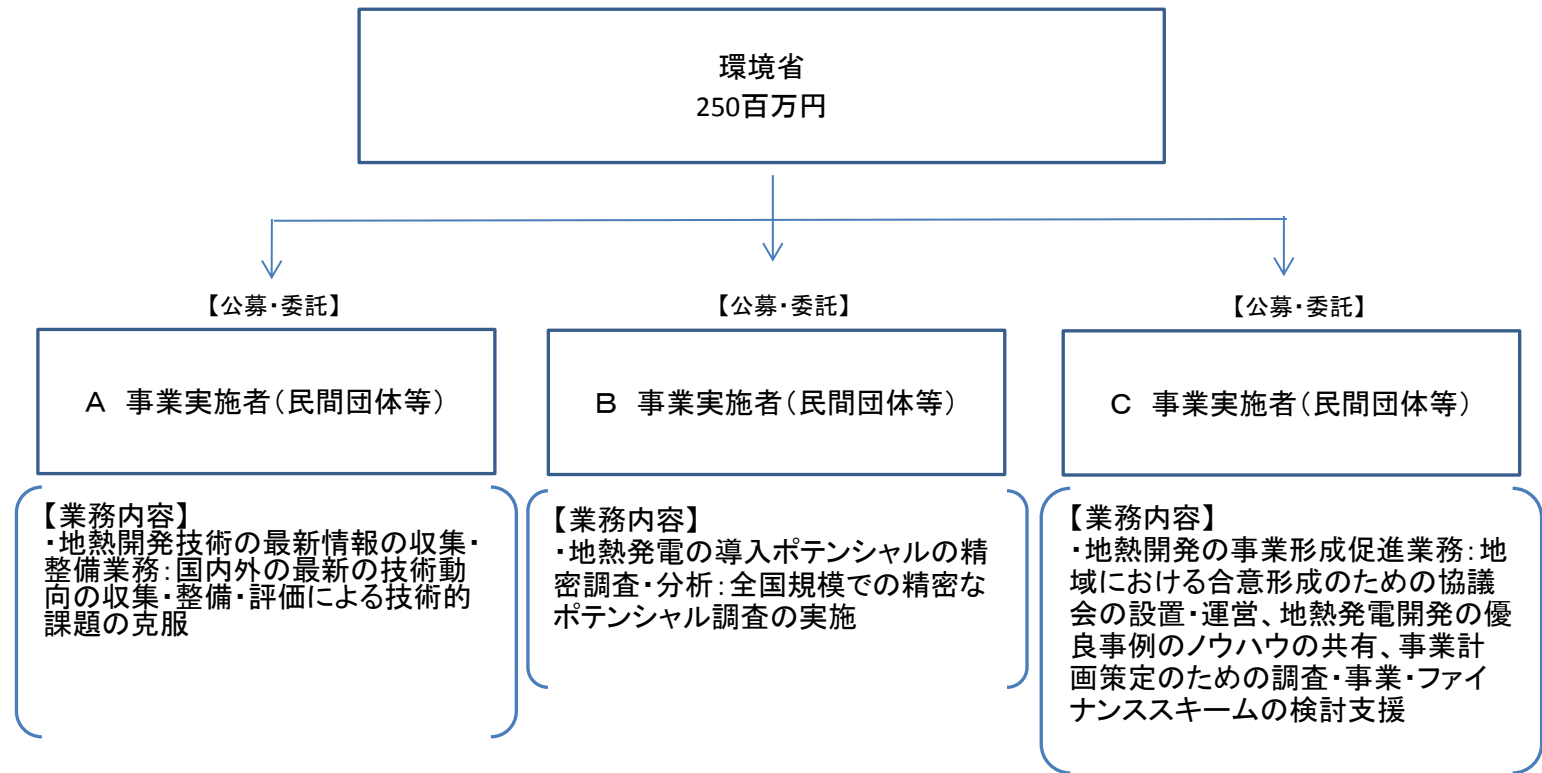 環境省
250百万円
【公募・委託】
【公募・委託】
【公募・委託】
A 事業実施者（民間団体等）
B 事業実施者（民間団体等）
C 事業実施者（民間団体等）
【業務内容】
・地熱開発技術の最新情報の収集・
整備業務：国内外の最新の技術動
向の収集・整備・評価による技術的
課題の克服
【業務内容】
・地熱発電の導入ポテンシャルの精
密調査・分析：全国規模での精密な
ポテンシャル調査の実施
【業務内容】
・地熱開発の事業形成促進業務：地
域における合意形成のための協議
会の設置・運営、地熱発電開発の優
良事例のノウハウの共有、事業計
画策定のための調査・事業・ファイ
ナンススキームの検討支援